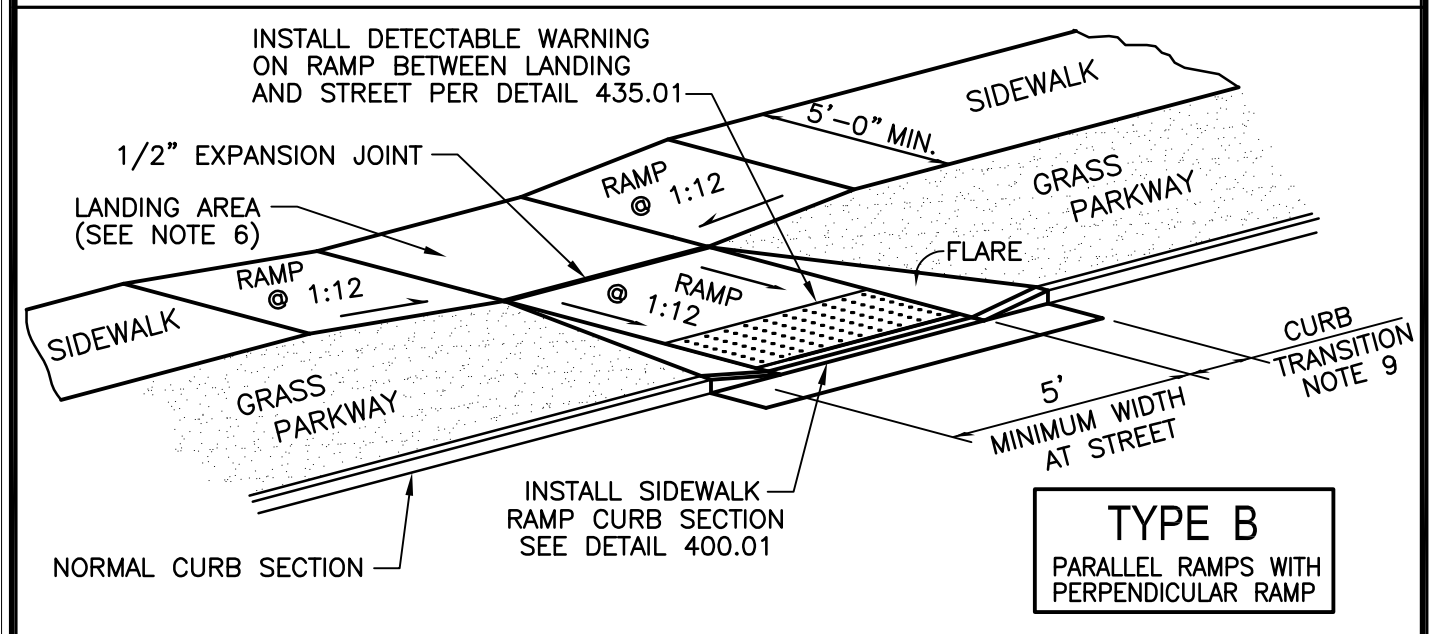 INSTALL DETECTABLE WARNING
ON RAMP BETWEEN LANDING
AND STREET PER DETAIL 435.01
SIDEWALK
5'-0" MIN.
1/2" EXPANSION JOINT
RAMP
@ 1:12
GRASS
PARKWAY
LANDING AREA
(SEE NOTE 6)
FLARE
RAMP
@ 1:12
RAMP
@ 1:12
SIDEWALK
CURB
TRANSITION
NOTE 9
GRASS
PARKWAY
5'
MINIMUM WIDTH
AT STREET
INSTALL SIDEWALK
RAMP CURB SECTION
SEE DETAIL 400.01
NORMAL CURB SECTION
TYPE B
PARALLEL RAMPS WITH
PERPENDICULAR RAMP